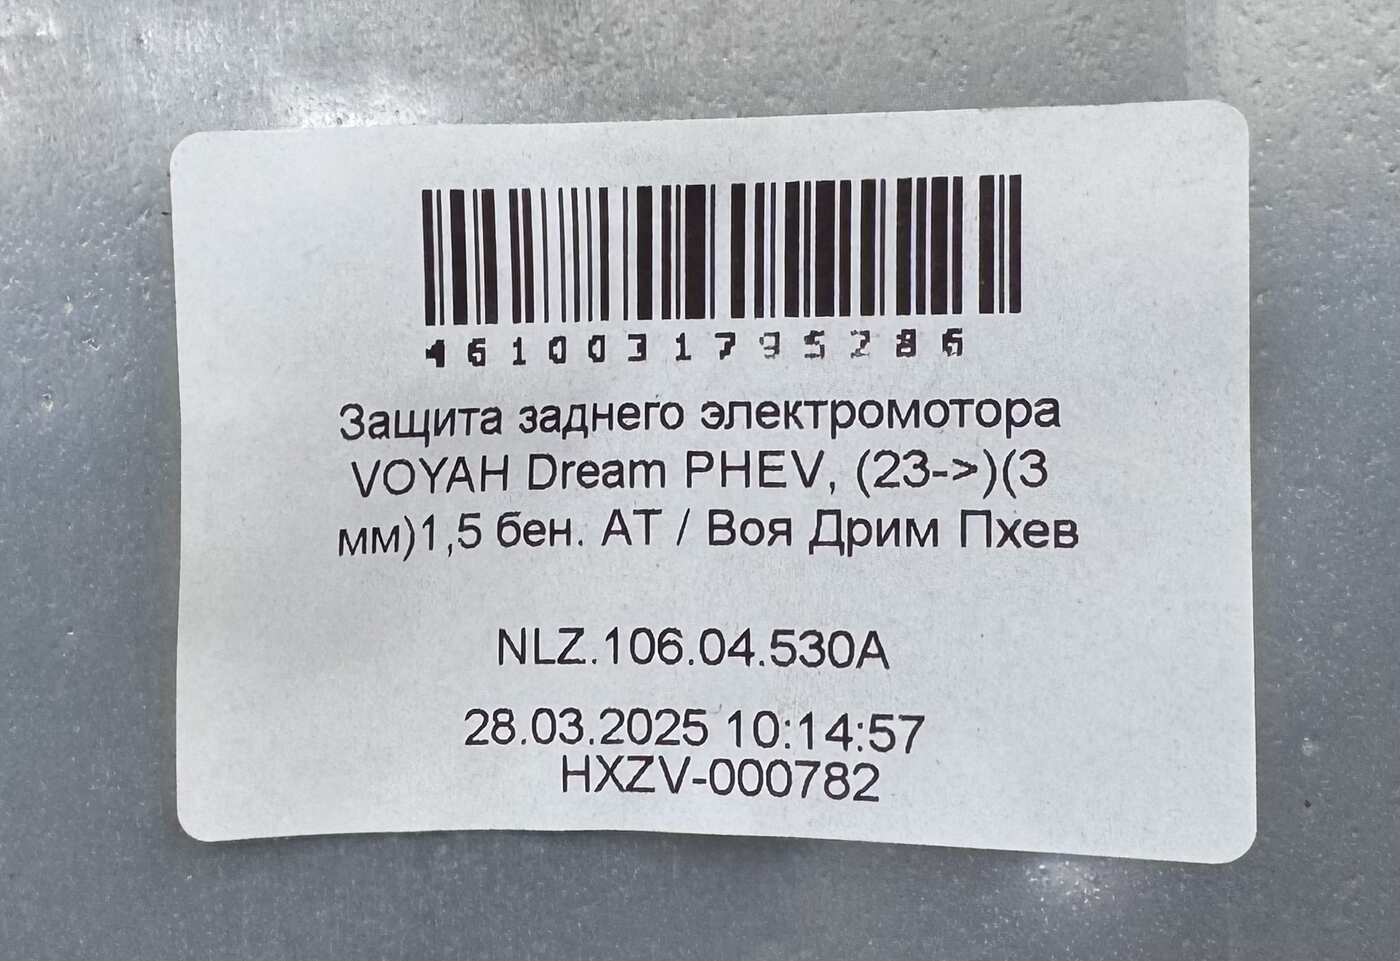 4610031795286
Защита заднего электромотора
VOYAH Dream PHEV, (23->)(3
мм)1,5 бен. AT / Воя Дрим Пхев
NLZ.106.04.530A
28.03.2025 10:14:57
HXZV-000782